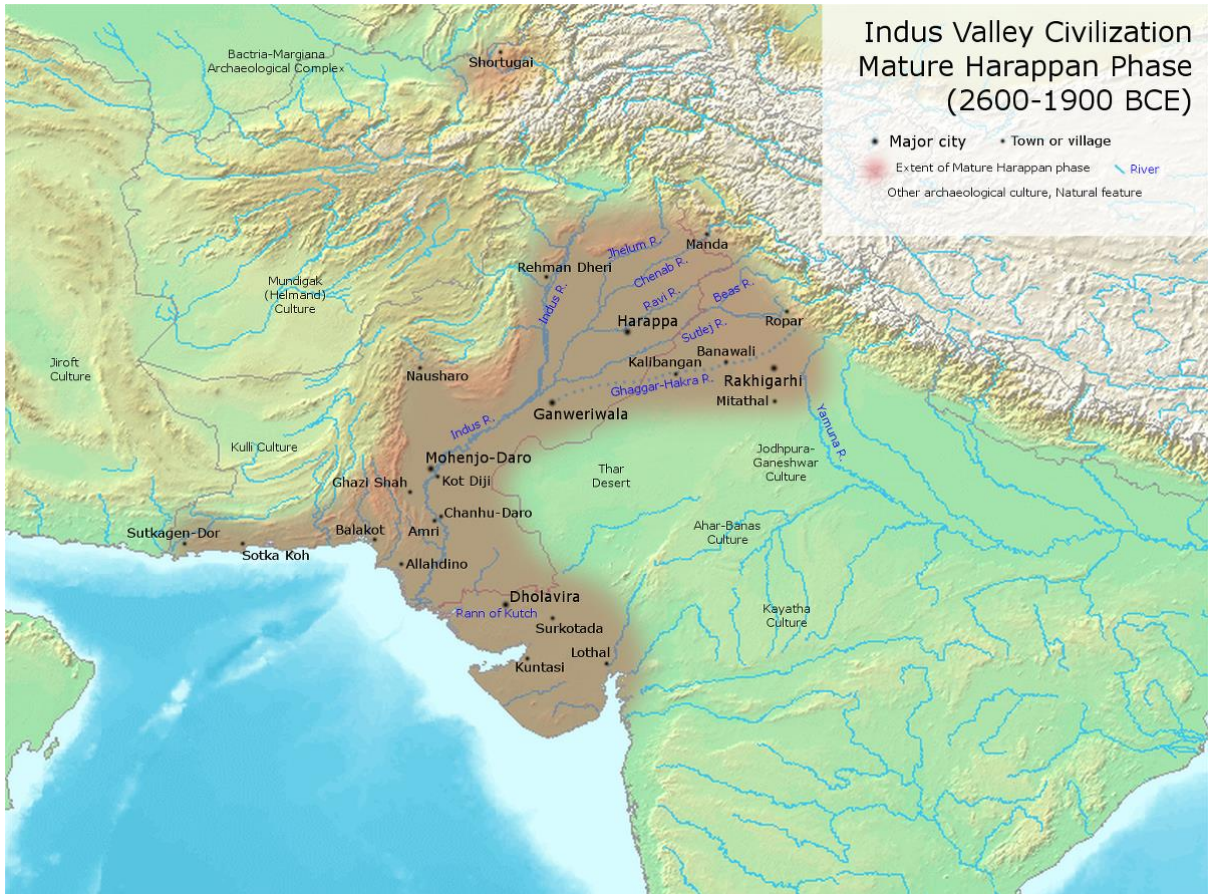 Indus Valley Civilization
Mature Harappan Phase
(2600-1900 BCE)
Major city
Town or village
Extent of Mature Harappan phase
River
Other archaeological culture, Natural feature
Bactria-Margiana
Archaeological Complex
Shortugai
Manda
Jhelum R.
Rehman Dheri
Chenab R.
Mundigak
(Helmand)
Culture
Indus R.
Ravi R.
Beas R.
Harappa
Ropar
Sutlej R.
Banawali
Jiroft
Culture
Kalibangan
Nausharo
Rakhigarhi
Ghaggar-Hakra R.
Mitathal
Ganweriwala
Yamuna R.
Indus R.
Kulli Culture
Mohenjo-Daro
Jodhpura-
Ganeshwar
Culture
Thar
Desert
Kot Diji
Ghazi Shah
Chanhu-Daro
Ahar-Banas
Culture
Sutkagen-Dor
Balakot
Amri
Sotka Koh
Allahdino
Dholavira
Rann of Kutch
Kayatha
Culture
Surkotada
Lothal
Kuntasi